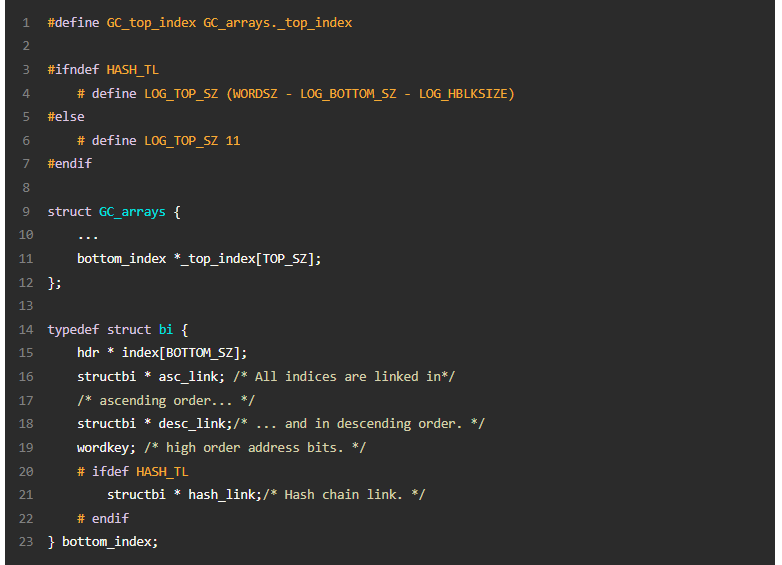 1 #define GC_top_index GC_arrays._top_index
2
3 #ifndef HASH_TL
4     # define LOG_TOP_SZ (WORDSZ - LOG_BOTTOM_SZ - LOG_HBLKSIZE)
5 #else
6     # define LOG_TOP_SZ 11
7 #endif
8
9 struct GC_arrays {
10     ...
11     bottom_index *_top_index[TOP_SZ];
12 };
13
14 typedef struct bi {
15     hdr * index[BOTTOM_SZ];
16     structbi * asc_link; /* All indices are linked in*/
17     /* ascending order... */
18     structbi * desc_link;/* ... and in descending order. */
19     wordkey; /* high order address bits. */
20     # ifdef HASH_TL
21         structbi * hash_link;/* Hash chain link. */
22     # endif
23 } bottom_index;